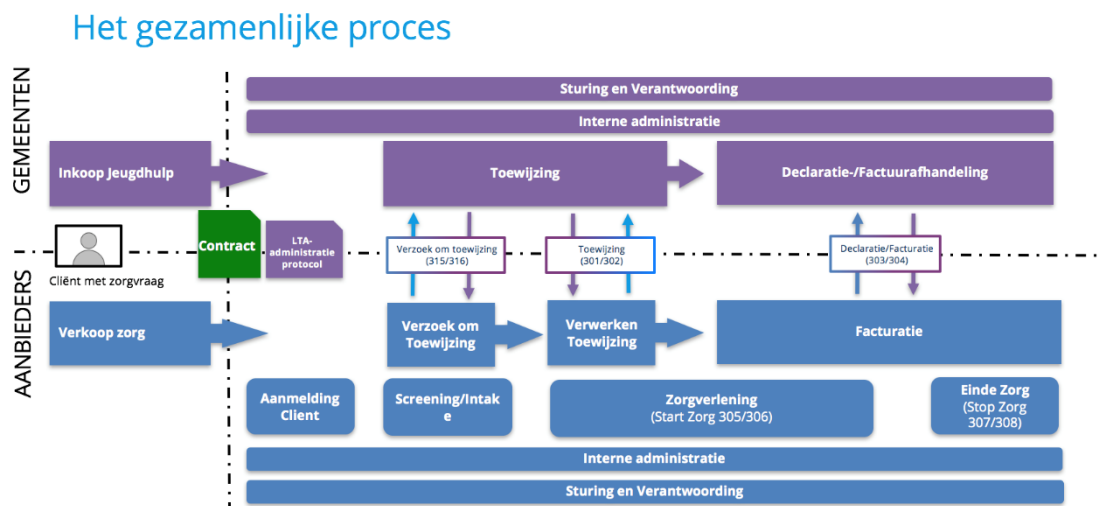 Het gezamenlijke proces
GEMEENTEN
Sturing en Verantwoording
Interne administratie
Inkoop Jeugdhulp
Toewijzing
Declaratie-/Factuurafhandeling
Contract
LTA-
administratie
protocol
Verzoek om toewijzing
(315/316)
Toewijzing
(301/302)
Declaratie/Facturatie
(303/304)
Cliënt met zorgvraag
AANBIEDERS
Verkoop zorg
Verzoek om
Toewijzing
Verwerken
Toewijzing
Facturatie
Aanmelding
Client
Screening/Intak
e
Zorgverlening
(Start Zorg 305/306)
Einde Zorg
(Stop Zorg
307/308)
Interne administratie
Sturing en Verantwoording